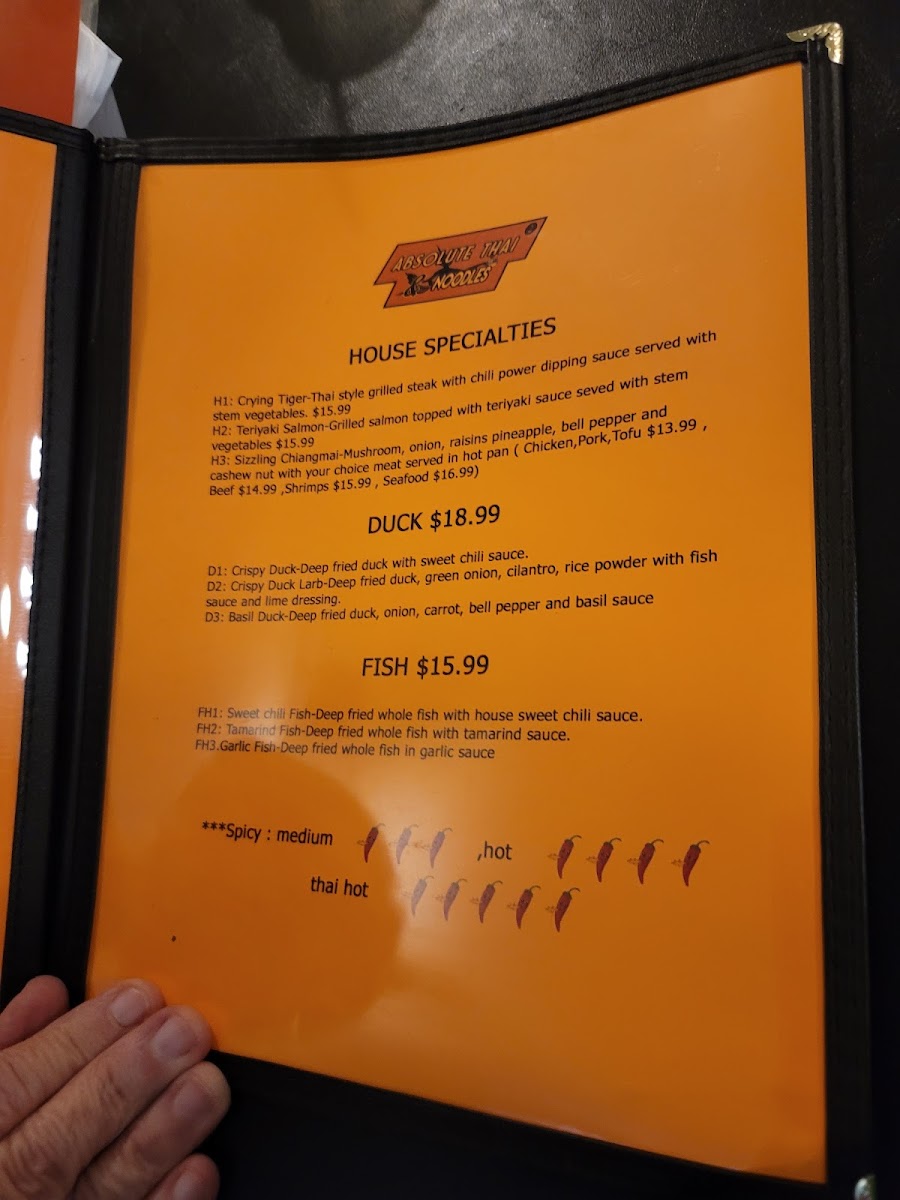 ABSOLUTE THAI
& NOODLES
HOUSE SPECIALTIES
H1: Crying Tiger-Thai style grilled steak with chili power dipping sauce served with
stem vegetables. $15.99
H2: Teriyaki Salmon-Grilled salmon topped with teriyaki sauce seved with stem
vegetables $15.99
H3: Sizzling Chiangmai-Mushroom, onion, raisins pineapple, bell pepper and
cashew nut with your choice meat served in hot pan ( Chicken,Pork,Tofu $13.99 ,
Beef $14.99 ,Shrimps $15.99 , Seafood $16.99)
DUCK $18.99
D1: Crispy Duck-Deep fried duck with sweet chili sauce.
D2: Crispy Duck Larb-Deep fried duck, green onion, cilantro, rice powder with fish
sauce and lime dressing.
D3: Basil Duck-Deep fried duck, onion, carrot, bell pepper and basil sauce
FISH $15.99
FH1: Sweet chili Fish-Deep fried whole fish with house sweet chili sauce.
FH2: Tamarind Fish-Deep fried whole fish with tamarind sauce.
FH3.Garlic Fish-Deep fried whole fish in garlic sauce
***Spicy : medium ,hot
thai hot